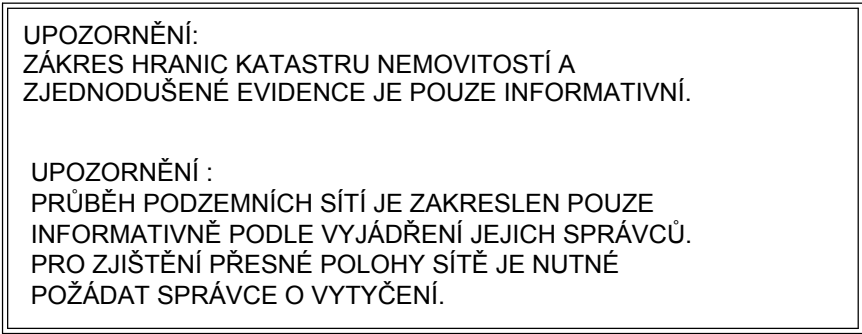 UPOZORNĚNÍ:
ZÁKRES HRANIC KATASTRU NEMOVITOSTÍ A
ZJEDNODUŠENÉ EVIDENCE JE POUZE INFORMATIVNÍ.
UPOZORNĚNÍ :
PRŮBĚH PODZEMNÍCH SÍTÍ JE ZAKRESLEN POUZE
INFORMATIVNĚ PODLE VYJÁDŘENÍ JEJICH SPRÁVCŮ.
PRO ZJIŠTĚNÍ PŘESNÉ POLOHY SÍTĚ JE NUTNÉ
POŽÁDAT SPRÁVCE O VYTYČENÍ.